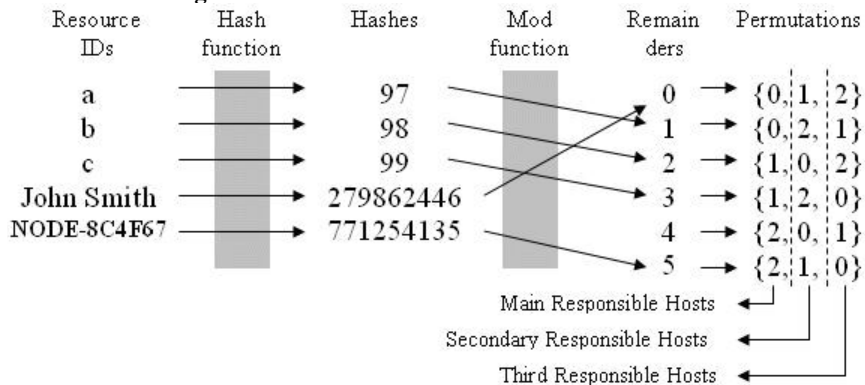 Resource Hash Hashes Mod Remain Permutations
IDs function function ders
a 97 0 {0, 1, 2}
b 98 1 {0, 2, 1}
c 99 2 {1, 0, 2}
John Smith 279862446 3 {1, 2, 0}
NODE-8C4F67 771254135 4 {2, 0, 1}
5 {2, 1, 0}
Main Responsible Hosts
Secondary Responsible Hosts
Third Responsible Hosts